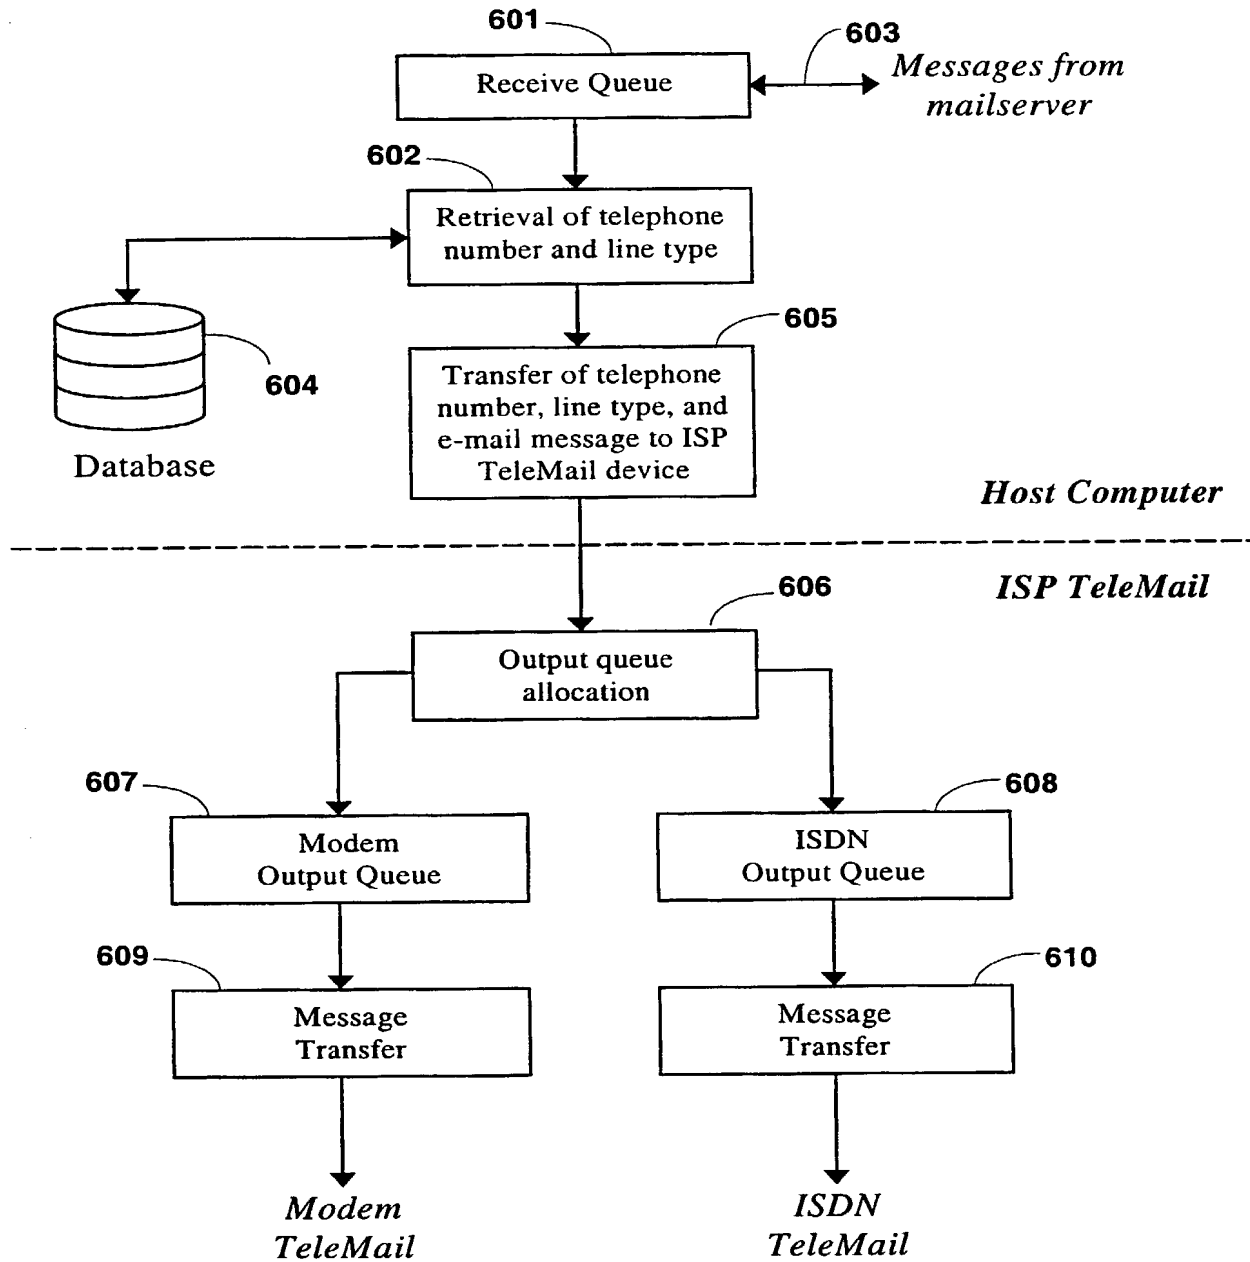 601
603
Receive Queue
Messages from
mailserver
602
Retrieval of telephone
number and line type
605
604
Transfer of telephone
number, line type, and
e-mail message to ISP
TeleMail device
Database
Host Computer
ISP TeleMail
606
Output queue
allocation
607
608
Modem
Output Queue
ISDN
Output Queue
609
610
Message
Transfer
Message
Transfer
Modem
TeleMail
ISDN
TeleMail